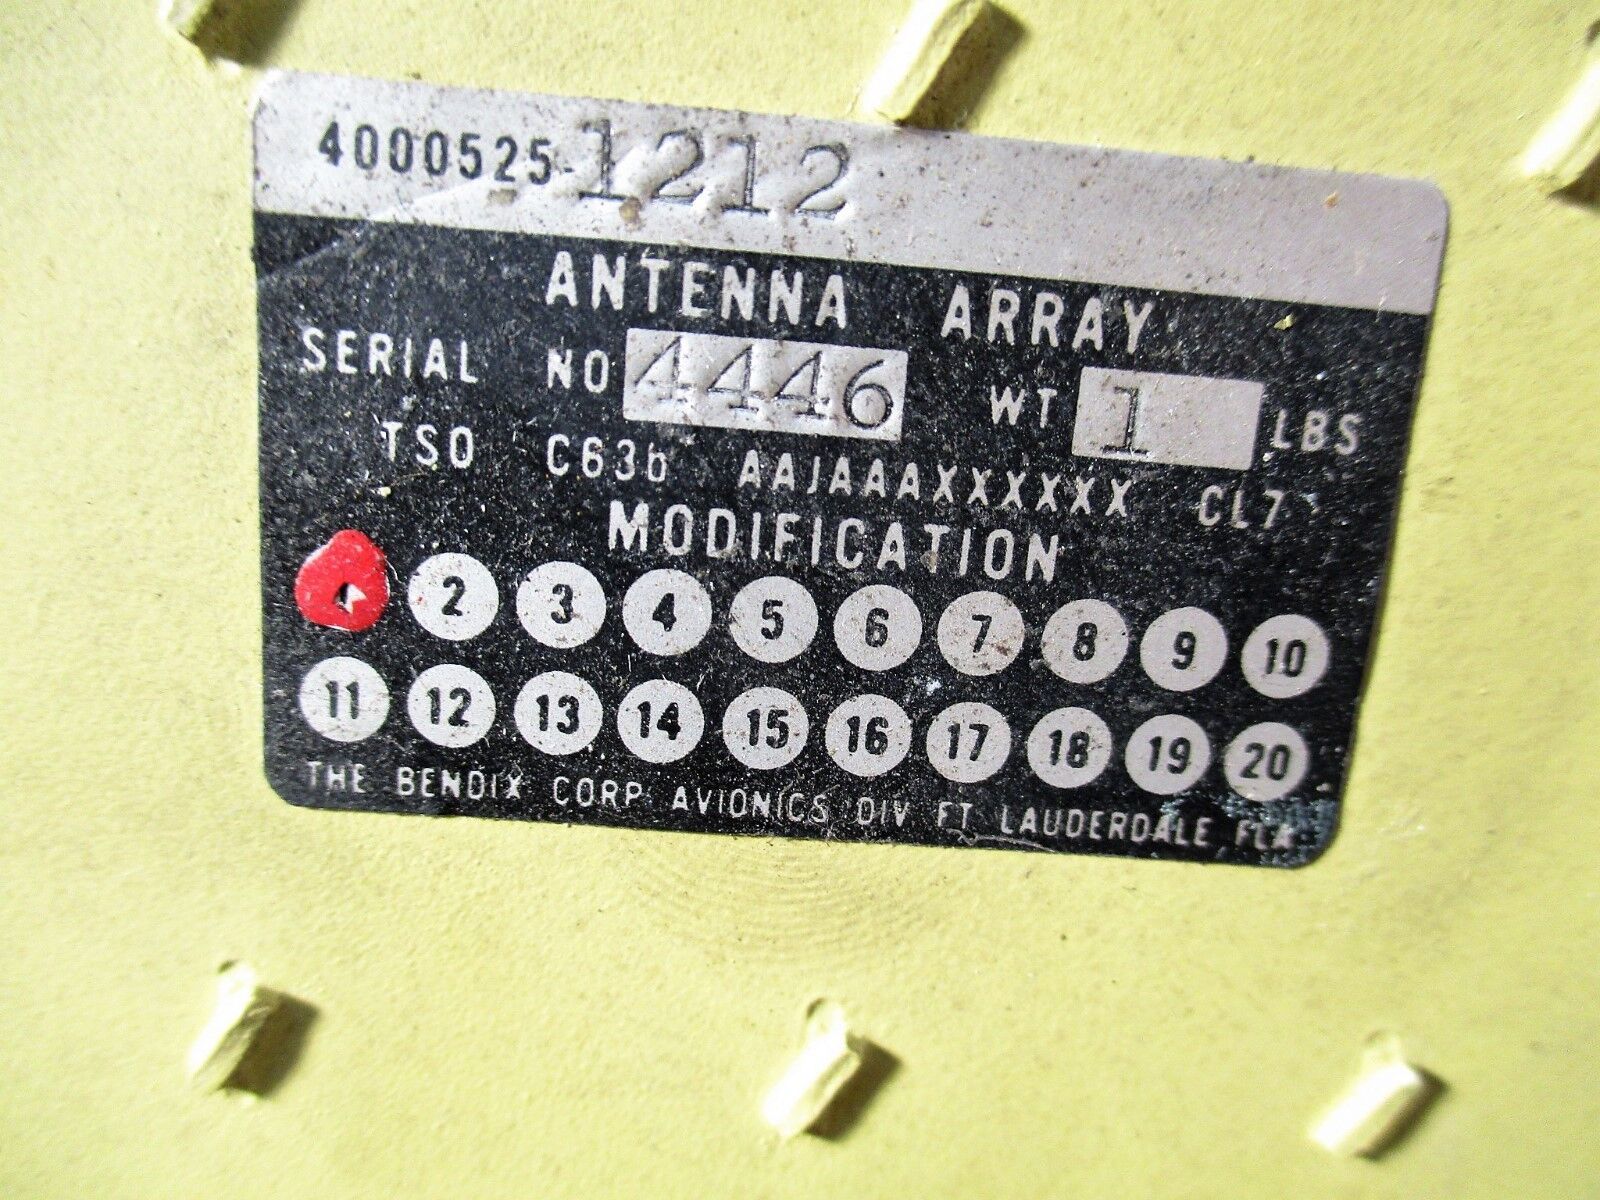 4000525-1212
ANTENNA ARRAY
SERIAL NO 4446 WT 1 LBS
TSO C63b AAJAAAXXXXXX CL7
MODIFICATION
2 3 4 5 6 7 8 9 10
11 12 13 14 15 16 17 18 19 20
THE BENDIX CORP AVIONICS DIV FT LAUDERDALE FLA